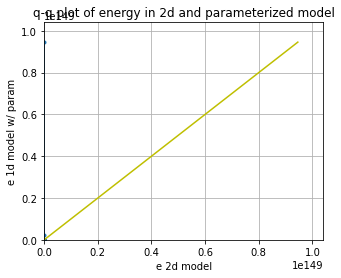 q-q plot of energy in 2d and parameterized model
1e149
1.0
0.8
0.6
0.4
0.2
0.0
e 1d model w/ param
0.0 0.2 0.4 0.6 0.8 1.0
1e149
e 2d model